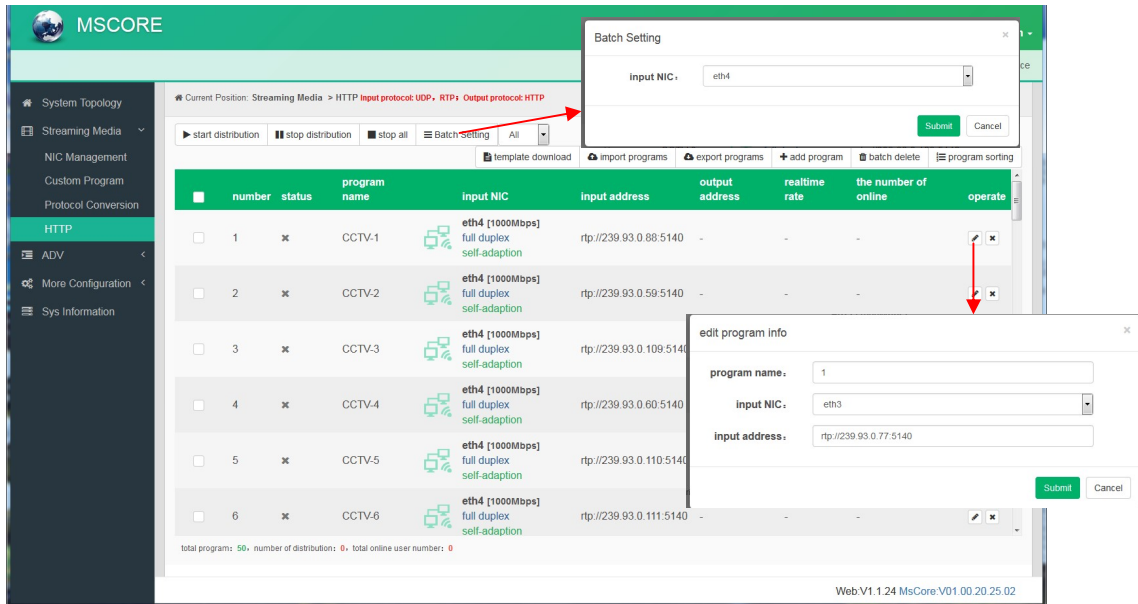 MSCORE
Batch Setting
×
input NIC:
eth4
Submit
Cancel
ce
System Topology
Streaming Media
NIC Management
Custom Program
Protocol Conversion
HTTP
ADV
More Configuration
Sys Information
Current Position: Streaming Media > HTTP Input protocol: UDP, RTP; Output protocol: HTTP
start distribution
stop distribution
stop all
Batch Setting
All
template download
import programs
export programs
add program
batch delete
program sorting
number status program name input NIC input address output address realtime rate the number of online operate
1 CCTV-1 eth4 [1000Mbps] full duplex self-adaption rtp://239.93.0.88:5140 - - -
2 CCTV-2 eth4 [1000Mbps] full duplex self-adaption rtp://239.93.0.59:5140 - - -
3 CCTV-3 eth4 [1000Mbps] full duplex self-adaption rtp://239.93.0.109:5140
4 CCTV-4 eth4 [1000Mbps] full duplex self-adaption rtp://239.93.0.60:5140
5 CCTV-5 eth4 [1000Mbps] full duplex self-adaption rtp://239.93.0.110:5140
6 CCTV-6 eth4 [1000Mbps] full duplex self-adaption rtp://239.93.0.111:5140 - - -
edit program info
×
program name:
1
input NIC:
eth3
input address:
rtp://239.93.0.77:5140
Submit
Cancel
total program: 50, number of distribution: 0, total online user number: 0
Web:V1.1.24 MsCore:V01.00.20.25.02